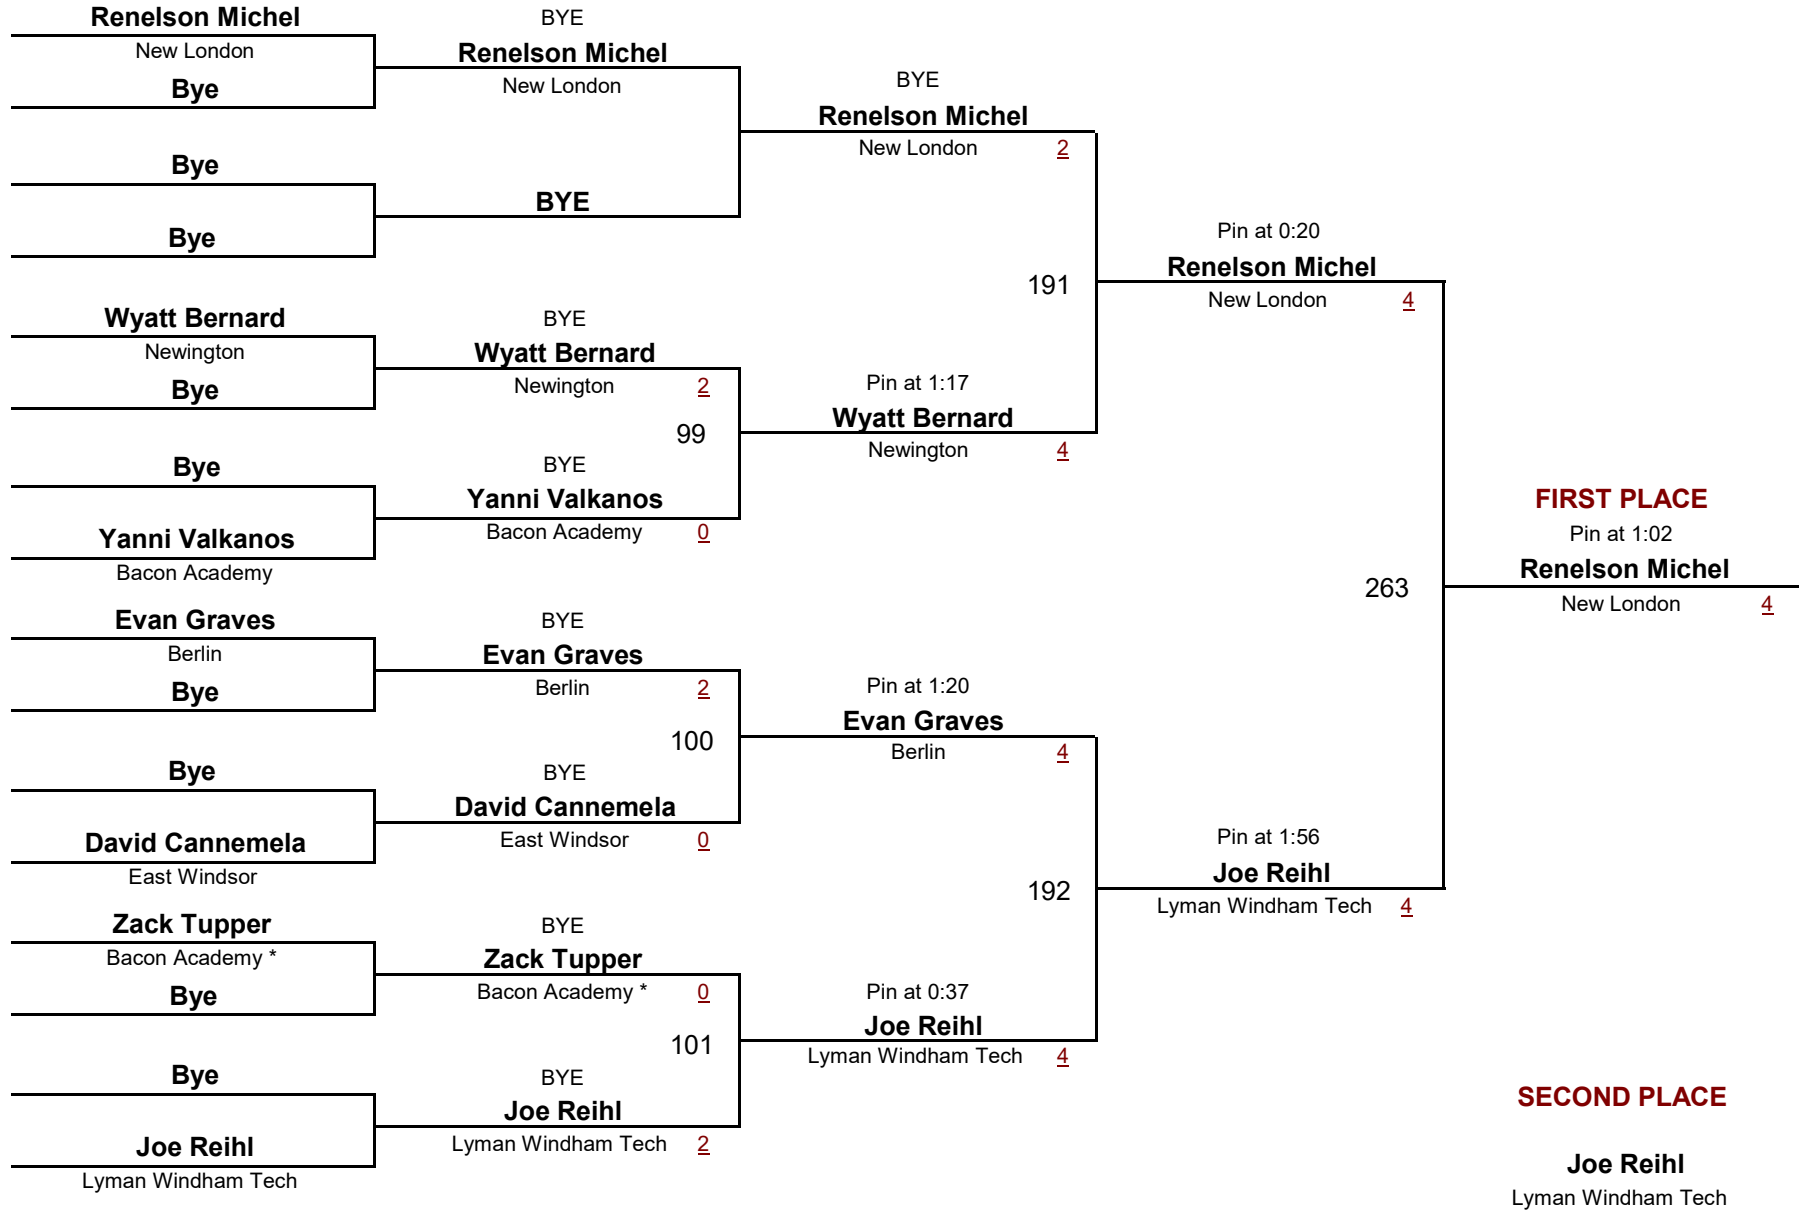 Renelson Michel
New London
Bye
Bye
Bye
Wyatt Bernard
Newington
Bye
Bye
Yanni Valkanos
Bacon Academy
Evan Graves
Berlin
Bye
Bye
David Cannemela
East Windsor
Zack Tupper
Bacon Academy *
Bye
Bye
Joe Reihl
Lyman Windham Tech
BYE
Renelson Michel
New London
BYE
BYE
Wyatt Bernard
Newington 2
99
BYE
Yanni Valkanos
Bacon Academy 0
BYE
Evan Graves
Berlin 2
100
BYE
David Cannemela
East Windsor 0
BYE
Zack Tupper
Bacon Academy * 0
101
BYE
Joe Reihl
Lyman Windham Tech 2
BYE
Renelson Michel
New London 2
191
Pin at 1:17
Wyatt Bernard
Newington 4
Pin at 1:20
Evan Graves
Berlin 4
192
Pin at 0:37
Joe Reihl
Lyman Windham Tech 4
Pin at 0:20
Renelson Michel
New London 4
263
Pin at 1:56
Joe Reihl
Lyman Windham Tech 4
FIRST PLACE
Pin at 1:02
Renelson Michel
New London 4
SECOND PLACE
Joe Reihl
Lyman Windham Tech